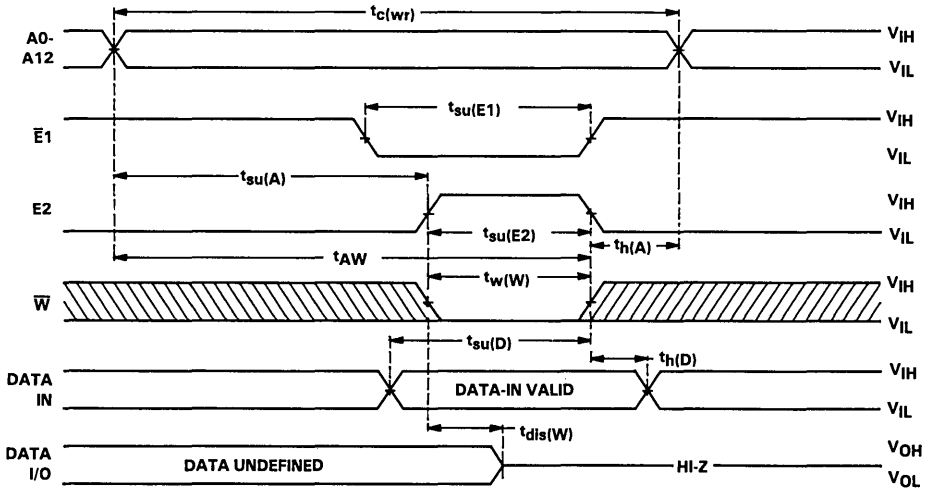 tc(wr)
A0-
A12
VIH
VIL
tsu(E1)
E̅1
VIH
VIL
tsu(A)
E2
VIH
VIL
tsu(E2)
th(A)
tAW
tw(W)
W̅
VIH
VIL
tsu(D)
th(D)
DATA
IN
DATA-IN VALID
VIH
VIL
tdis(W)
DATA
I/O
DATA UNDEFINED
HI-Z
VOH
VOL